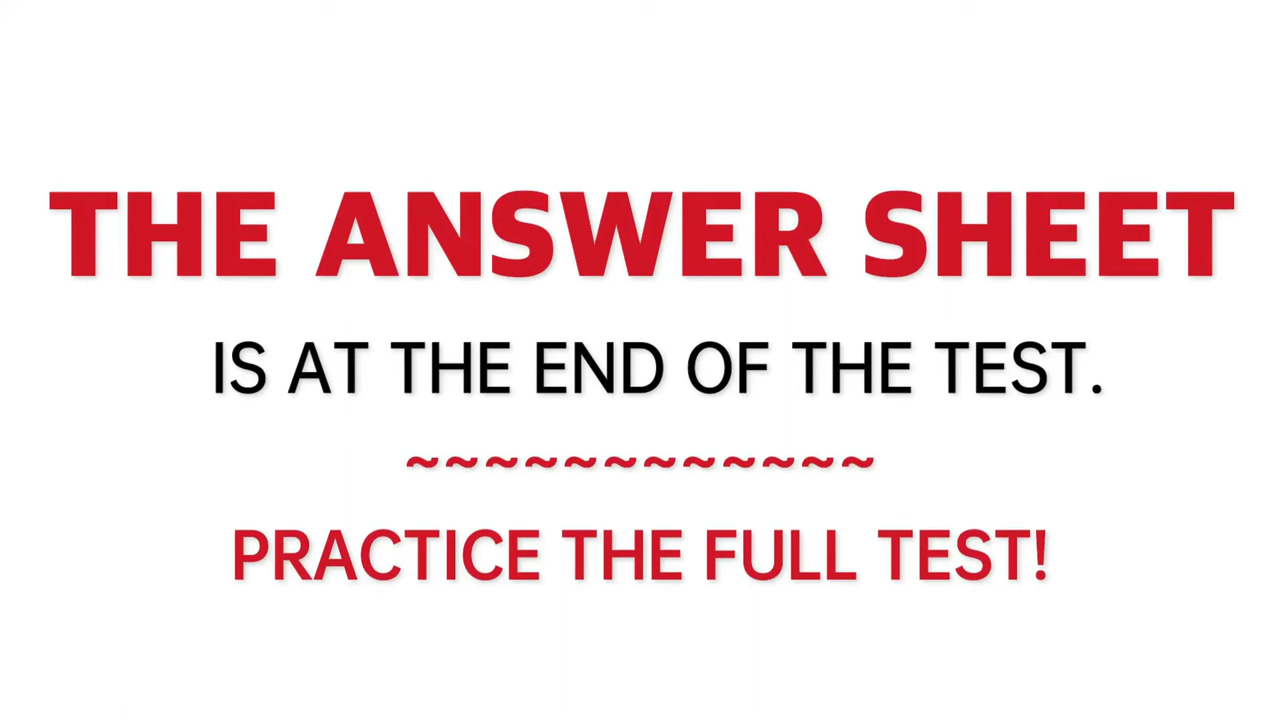 THE ANSWER SHEET
IS AT THE END OF THE TEST.
~~~~~~~~~~~~
PRACTICE THE FULL TEST!